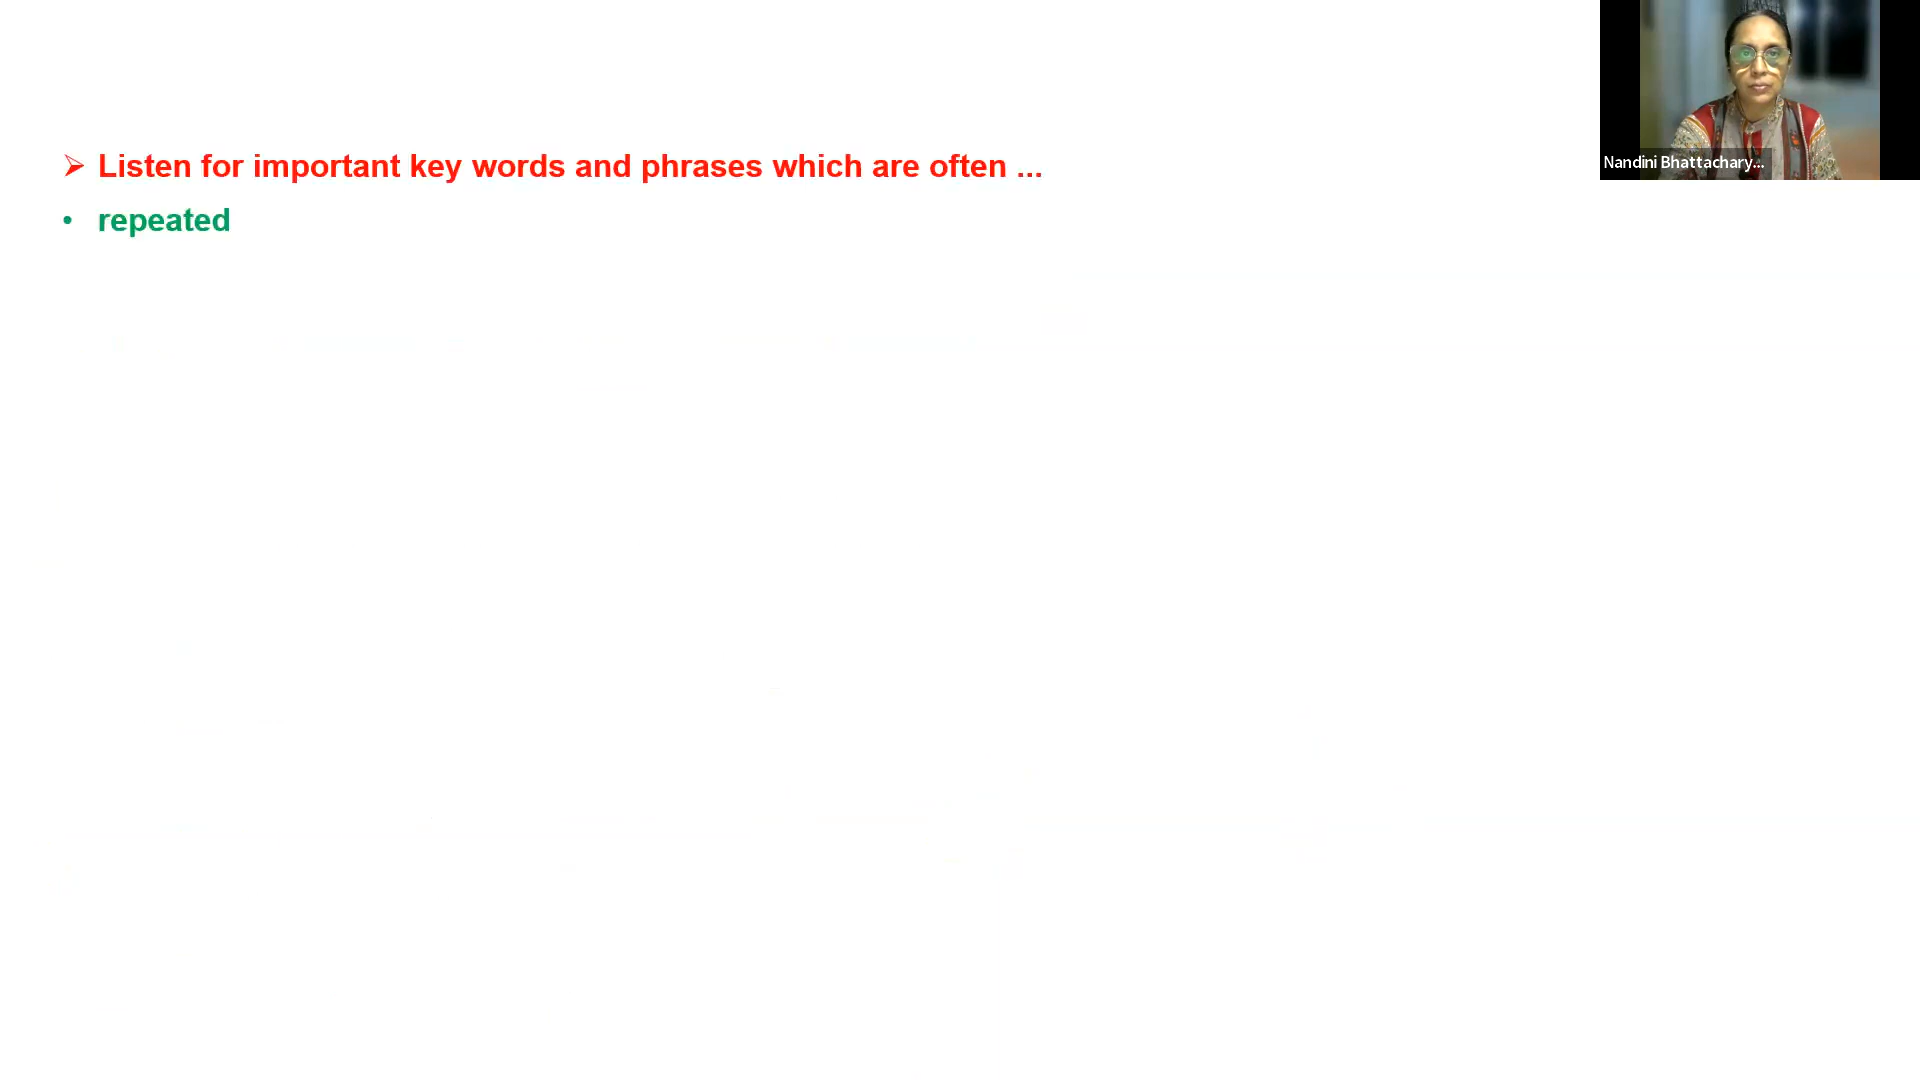 ➢ Listen for important key words and phrases which are often ...
• repeated
Nandini Bhattachary...